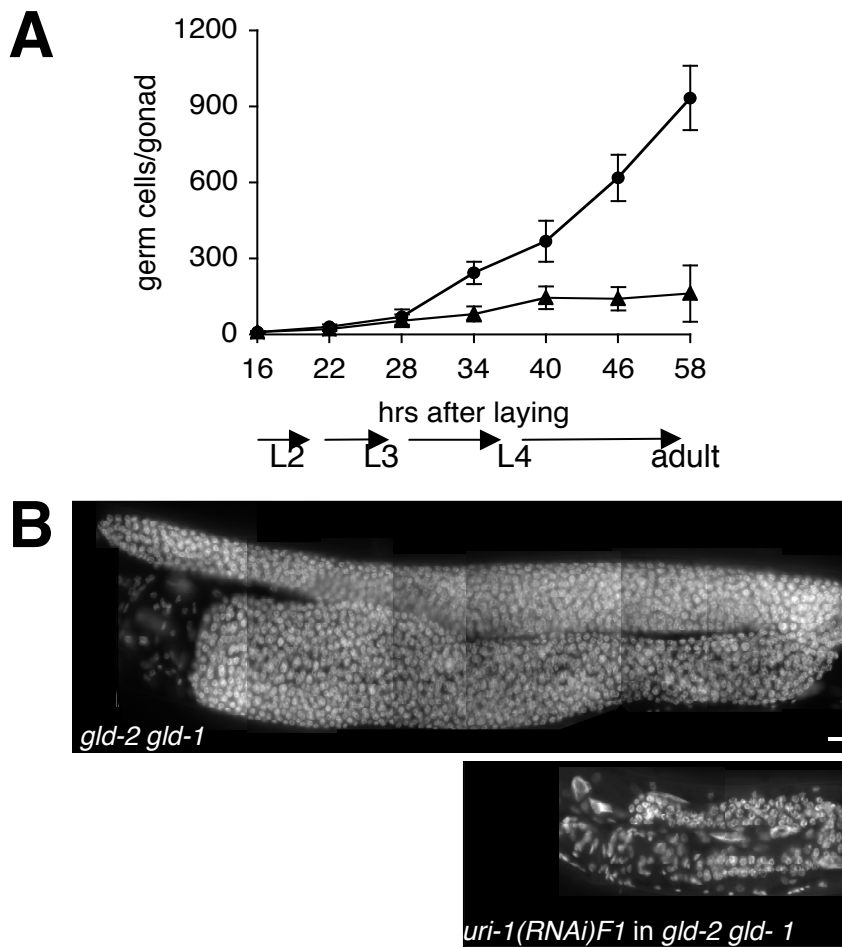 A
1200
900
600
300
0
germ cells/gonad
16 22 28 34 40 46 58
hrs after laying
L2 L3 L4 adult
B
gld-2 gld-1
uri-1(RNAi)F1 in gld-2 gld- 1